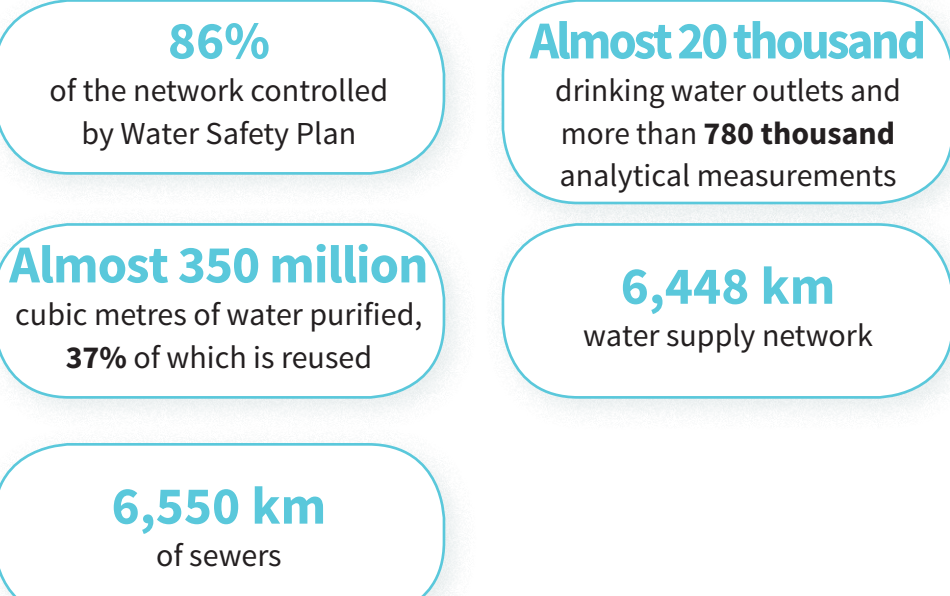 86%
of the network controlled
by Water Safety Plan
Almost 20 thousand
drinking water outlets and
more than 780 thousand
analytical measurements
Almost 350 million
cubic metres of water purified,
37% of which is reused
6,448 km
water supply network
6,550 km
of sewers